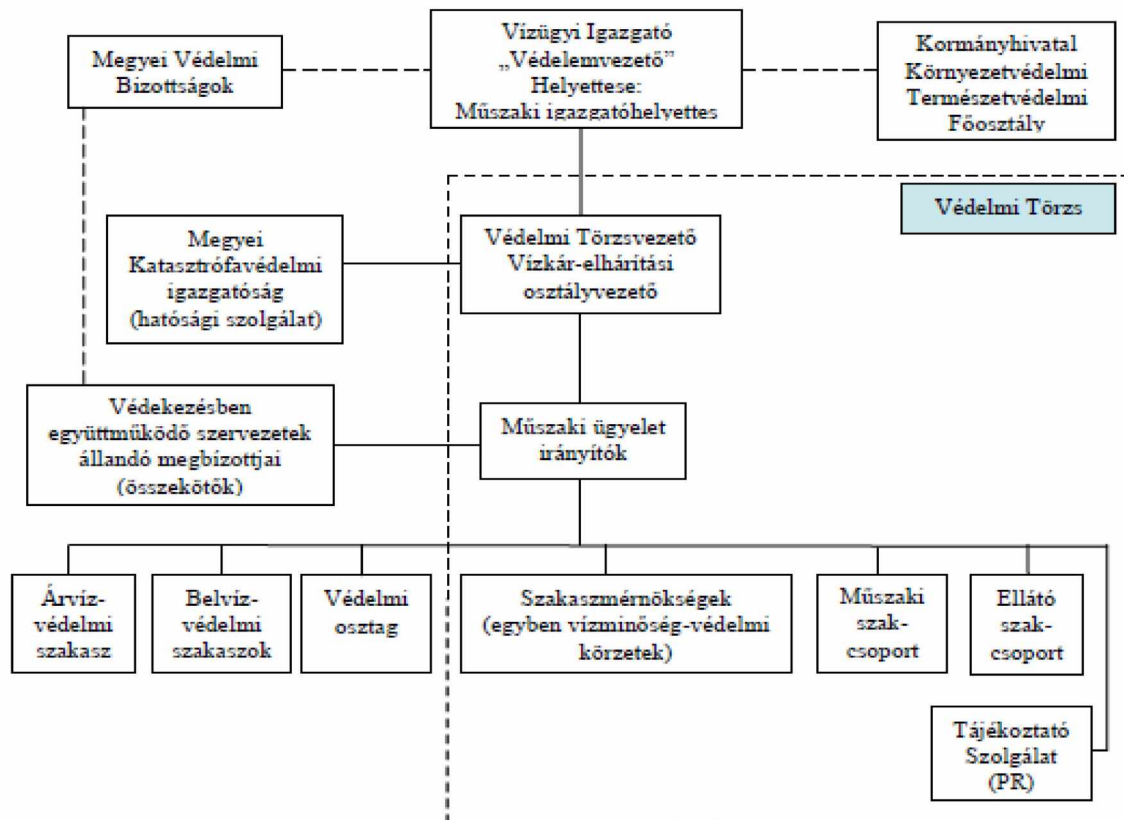 Megyei Védelmi
Bizottságok
Vízügyi Igazgató
„Védelemvezető”
Helyettese:
Műszaki igazgatóhelyettes
Kormányhivatal
Környezetvédelmi
Természetvédelmi
Főosztály
Védelmi Törzs
Megyei
Katasztrófavédelmi
igazgatóság
(hatósági szolgálat)
Védelmi Törzsvezető
Vízkár-elhárítási
osztályvezető
Védekezésben
együttműködő szervezetek
állandó megbízottjai
(összekötők)
Műszaki ügyelet
irányítók
Árvíz-
védelmi
szakasz
Belvíz-
védelmi
szakaszok
Védelmi
osztag
Szakaszmérnökségek
(egyben vízminőség-védelmi
körzetek)
Műszaki
szak-
csoport
Ellátó
szak-
csoport
Tájékoztató
Szolgálat
(PR)